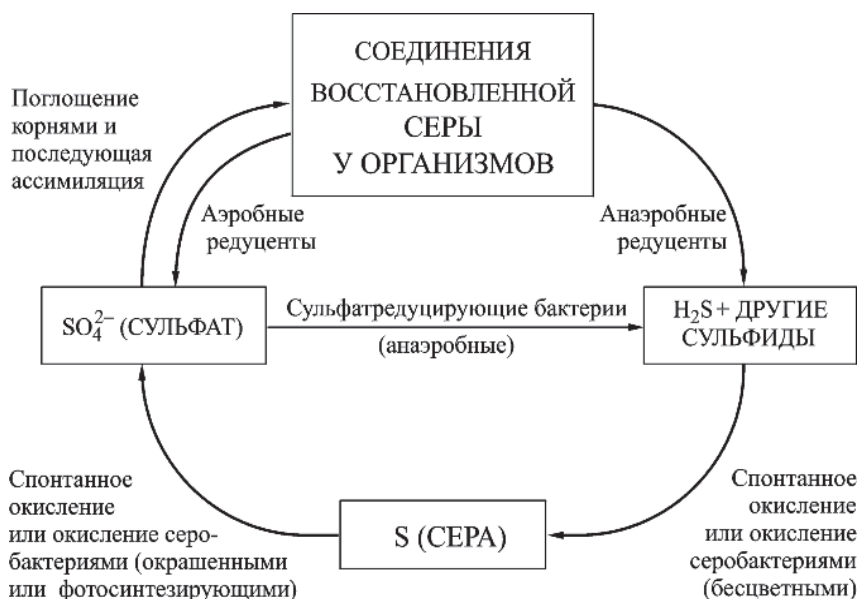 СОЕДИНЕНИЯ
ВОССТАНОВЛЕННОЙ
СЕРЫ
У ОРГАНИЗМОВ
Поглощение
корнями и
последующая
ассимиляция
Аэробные
редуценты
Анаэробные
редуценты
SO₄²⁻ (СУЛЬФАТ)
Сульфатредуцирующие бактерии
(анаэробные)
H₂S + ДРУГИЕ
СУЛЬФИДЫ
Спонтанное
окисление
или окисление серо-
бактериями (окрашенными
или фотосинтезирующими)
S (СЕРА)
Спонтанное
окисление
или окисление
серобактериями
(бесцветными)